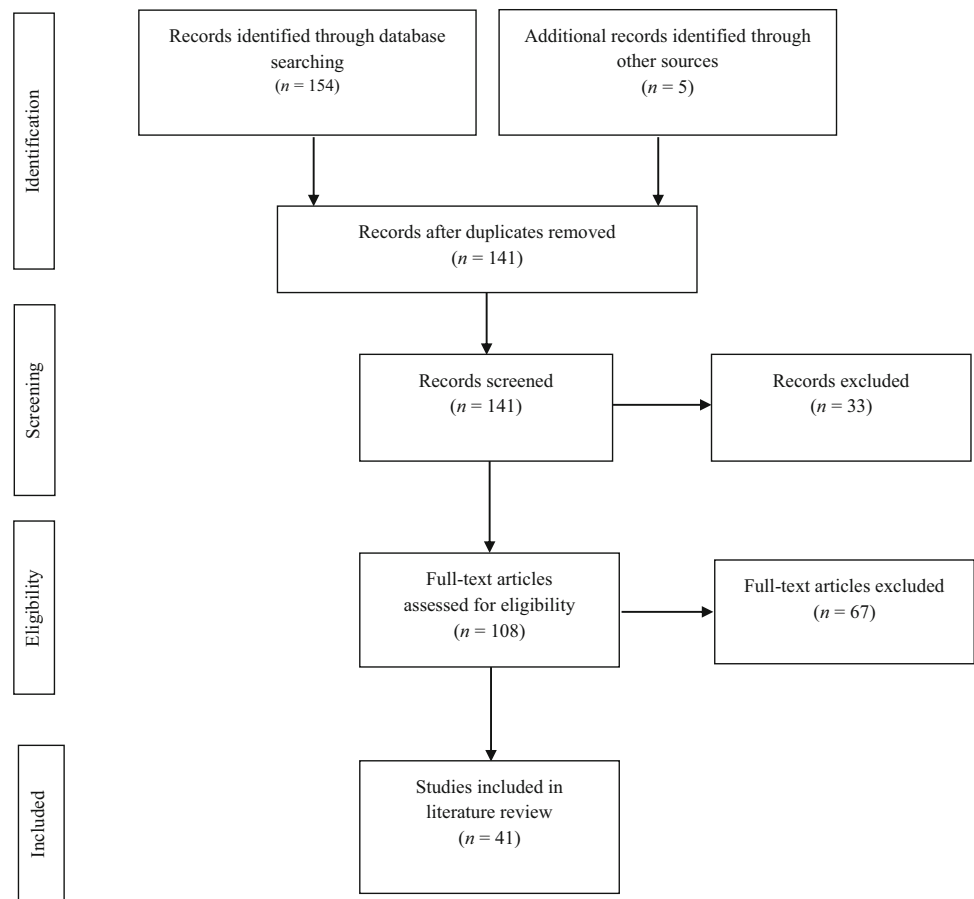 Identification
Records identified through database
searching
(n = 154)
Additional records identified through
other sources
(n = 5)
Records after duplicates removed
(n = 141)
Screening
Records screened
(n = 141)
Records excluded
(n = 33)
Eligibility
Full-text articles
assessed for eligibility
(n = 108)
Full-text articles excluded
(n = 67)
Included
Studies included in
literature review
(n = 41)